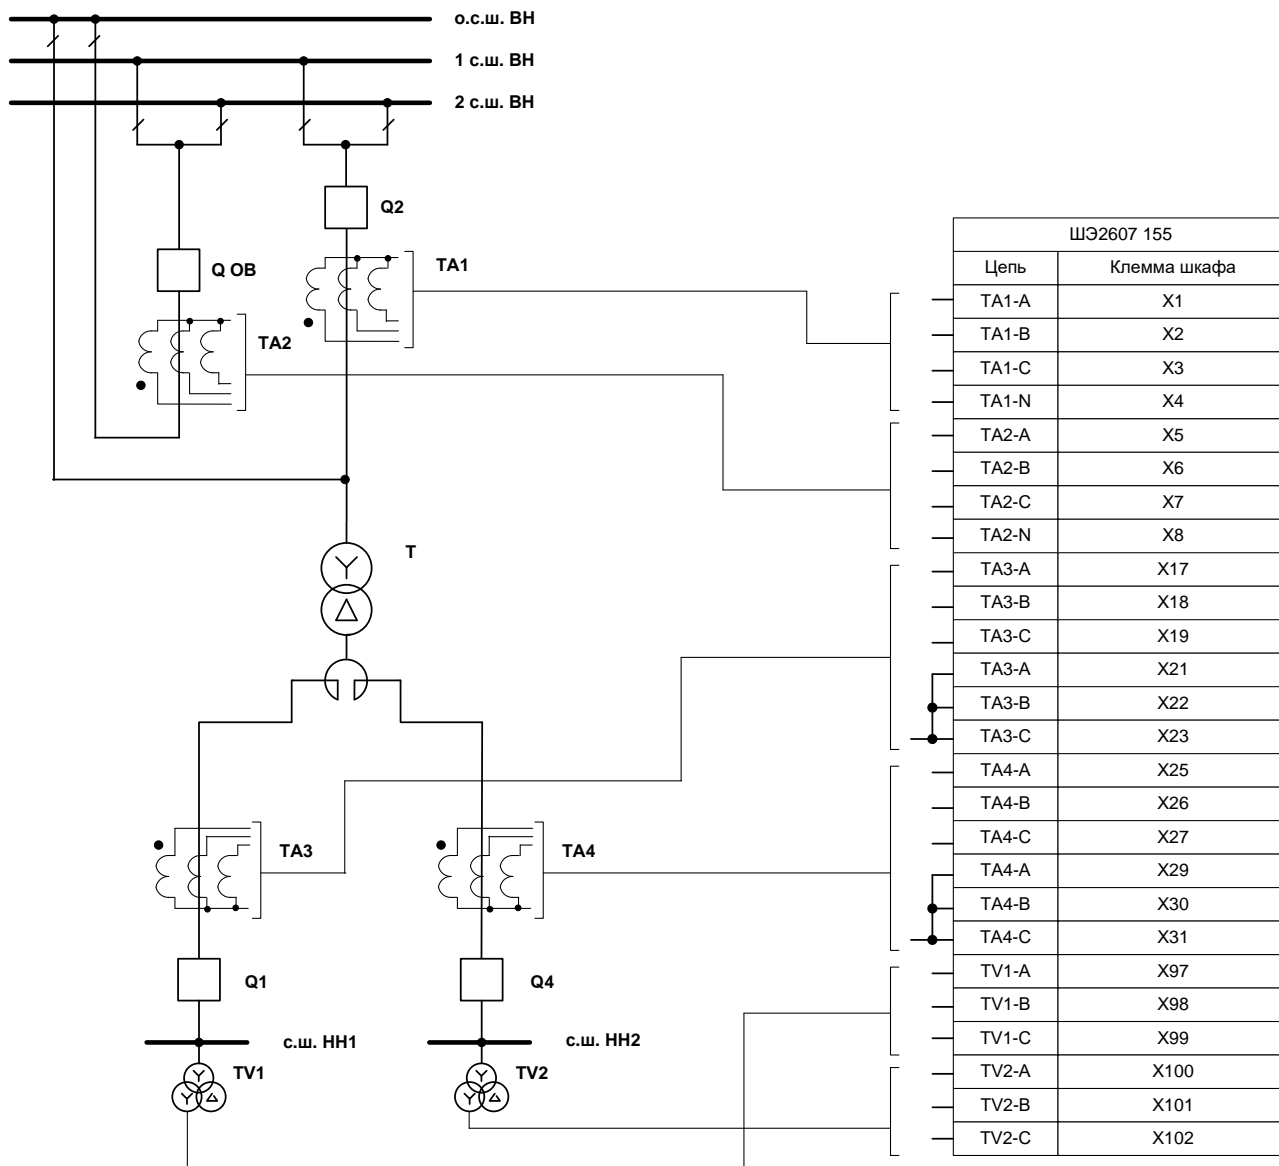 о.с.ш. ВН
1 с.ш. ВН
2 с.ш. ВН
Q2
Q ОВ
TA1
TA2
T
TA3
TA4
Q1
Q4
с.ш. НН1
с.ш. НН2
TV1
TV2
ШЭ2607 155
Цепь Клемма шкафа
TA1-A X1
TA1-B X2
TA1-C X3
TA1-N X4
TA2-A X5
TA2-B X6
TA2-C X7
TA2-N X8
TA3-A X17
TA3-B X18
TA3-C X19
TA3-A X21
TA3-B X22
TA3-C X23
TA4-A X25
TA4-B X26
TA4-C X27
TA4-A X29
TA4-B X30
TA4-C X31
TV1-A X97
TV1-B X98
TV1-C X99
TV2-A X100
TV2-B X101
TV2-C X102